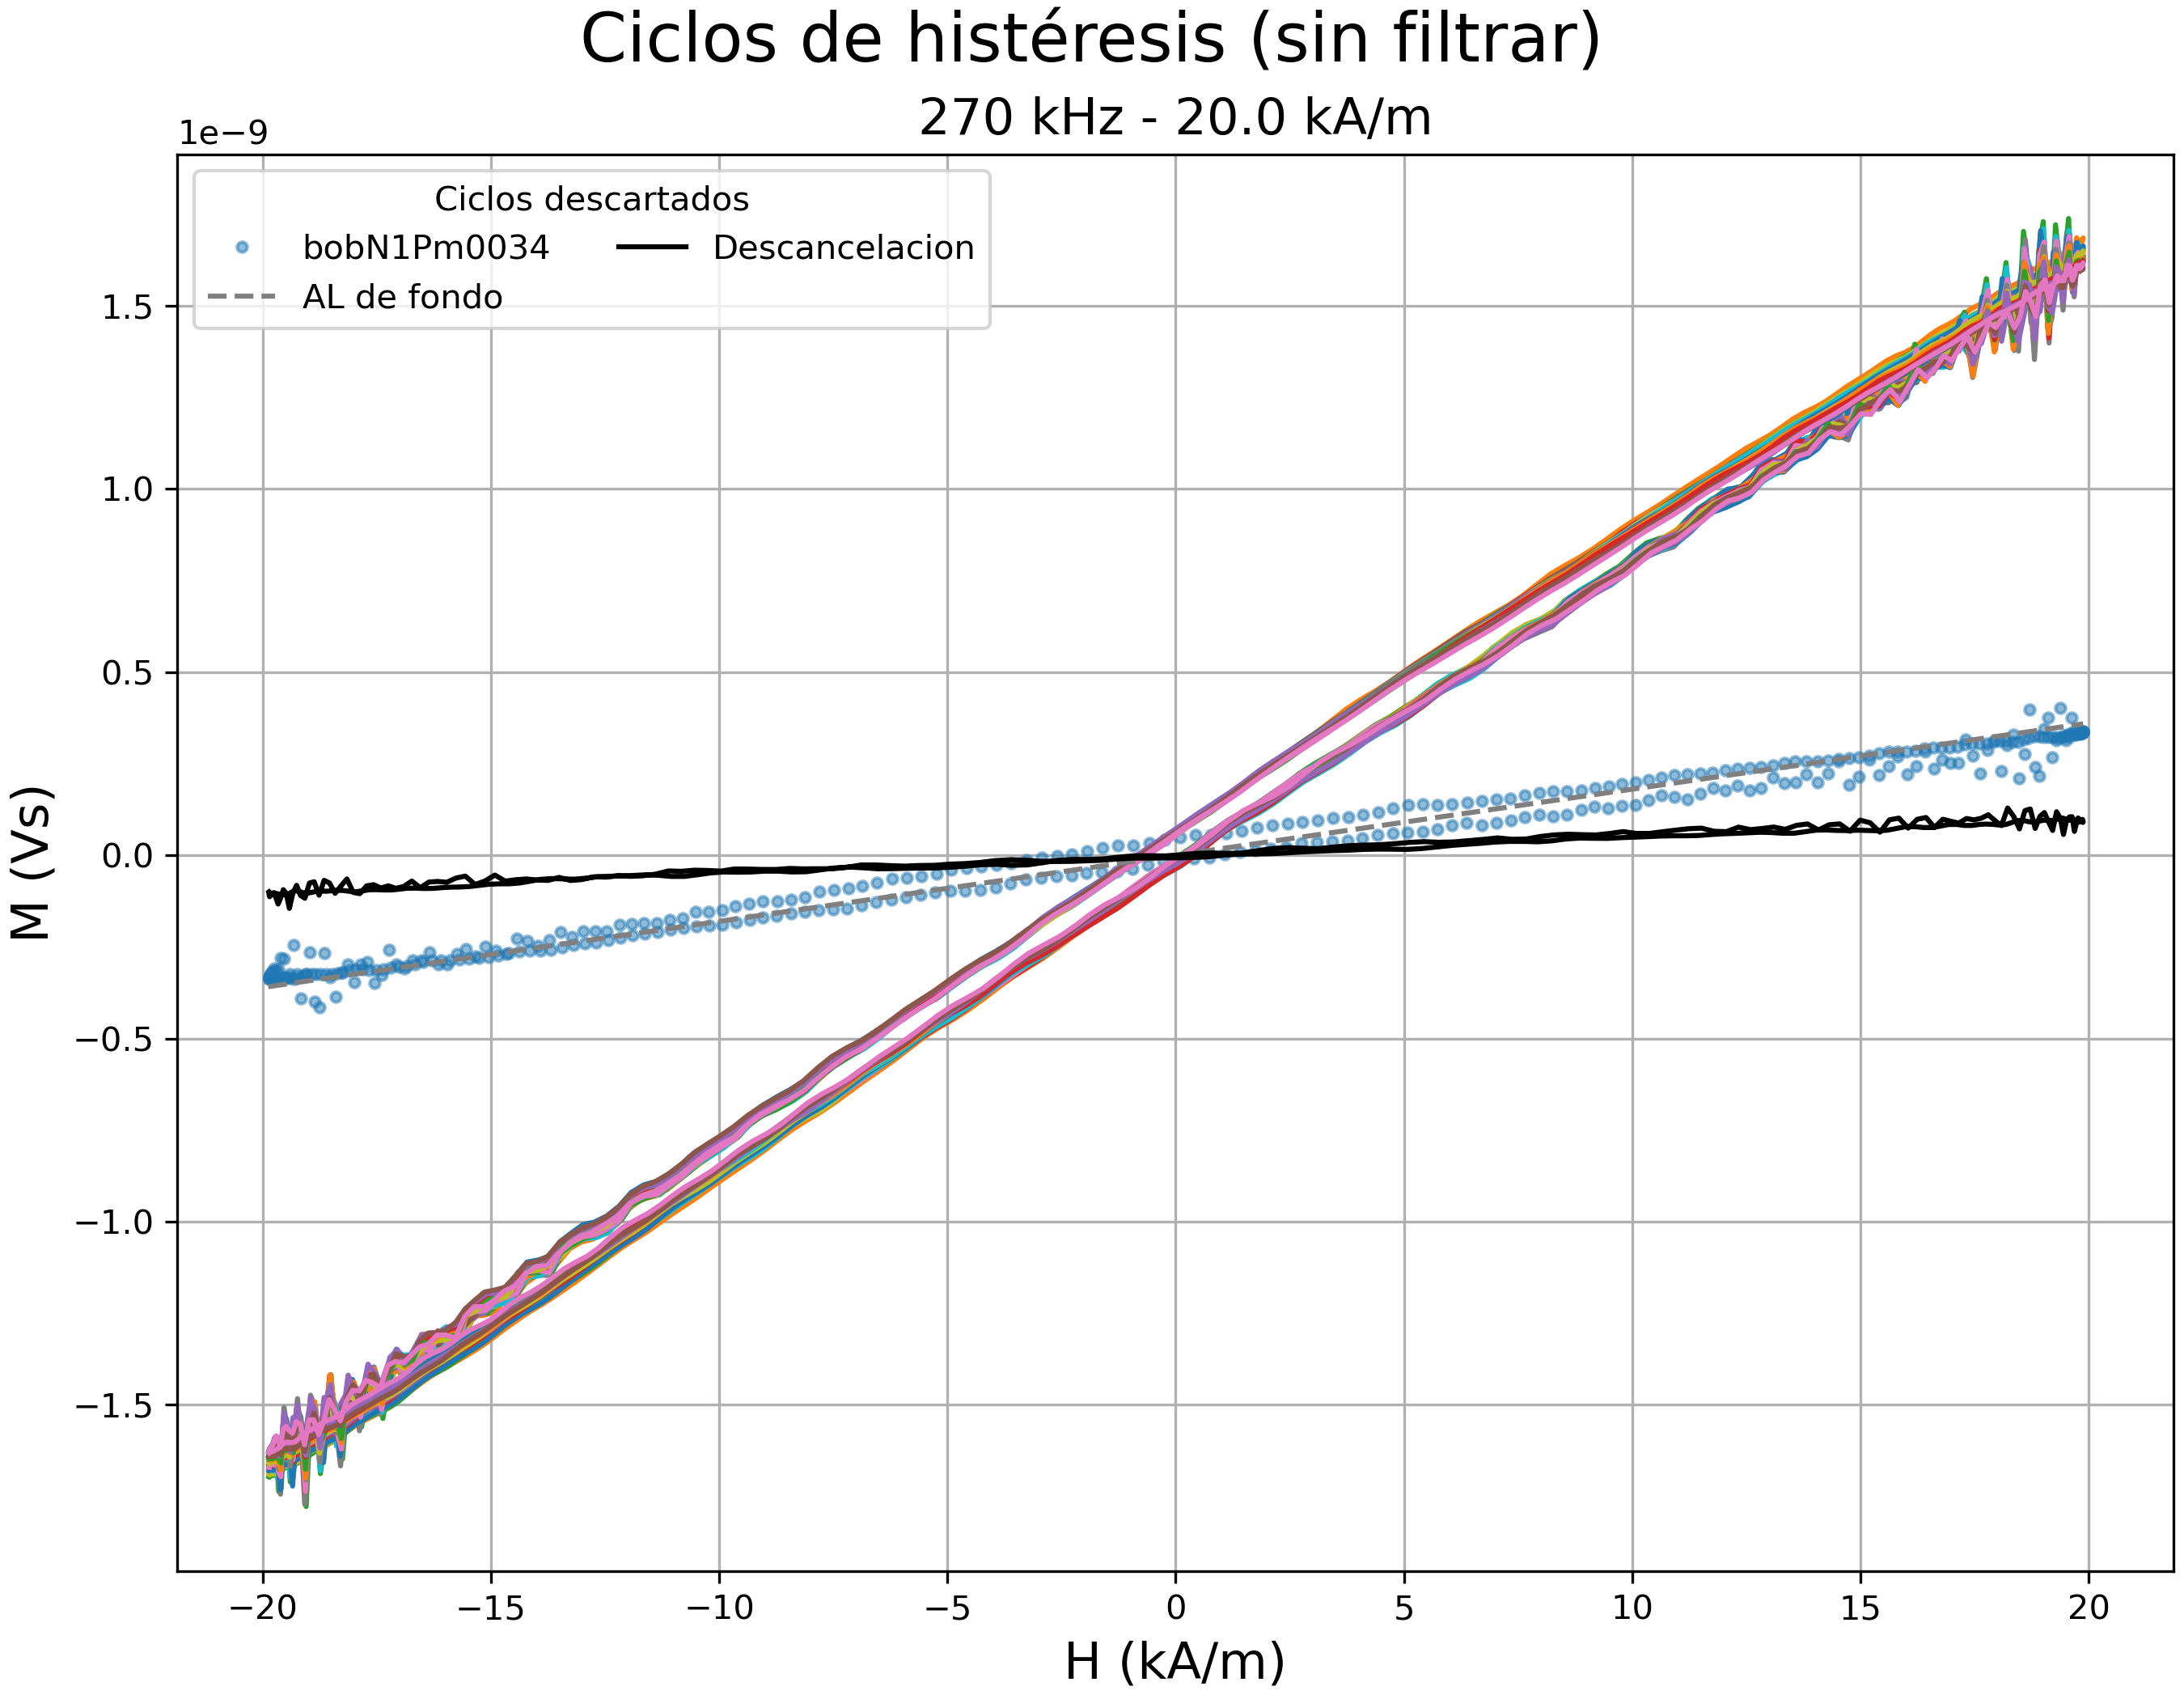 Ciclos de histéresis (sin filtrar)
270 kHz - 20.0 kA/m
1e−9
Ciclos descartados
bobN1Pm0034
Descancelacion
AL de fondo
1.5
1.0
0.5
0.0
−0.5
−1.0
−1.5
M (Vs)
−20
−15
−10
−5
0
5
10
15
20
H (kA/m)